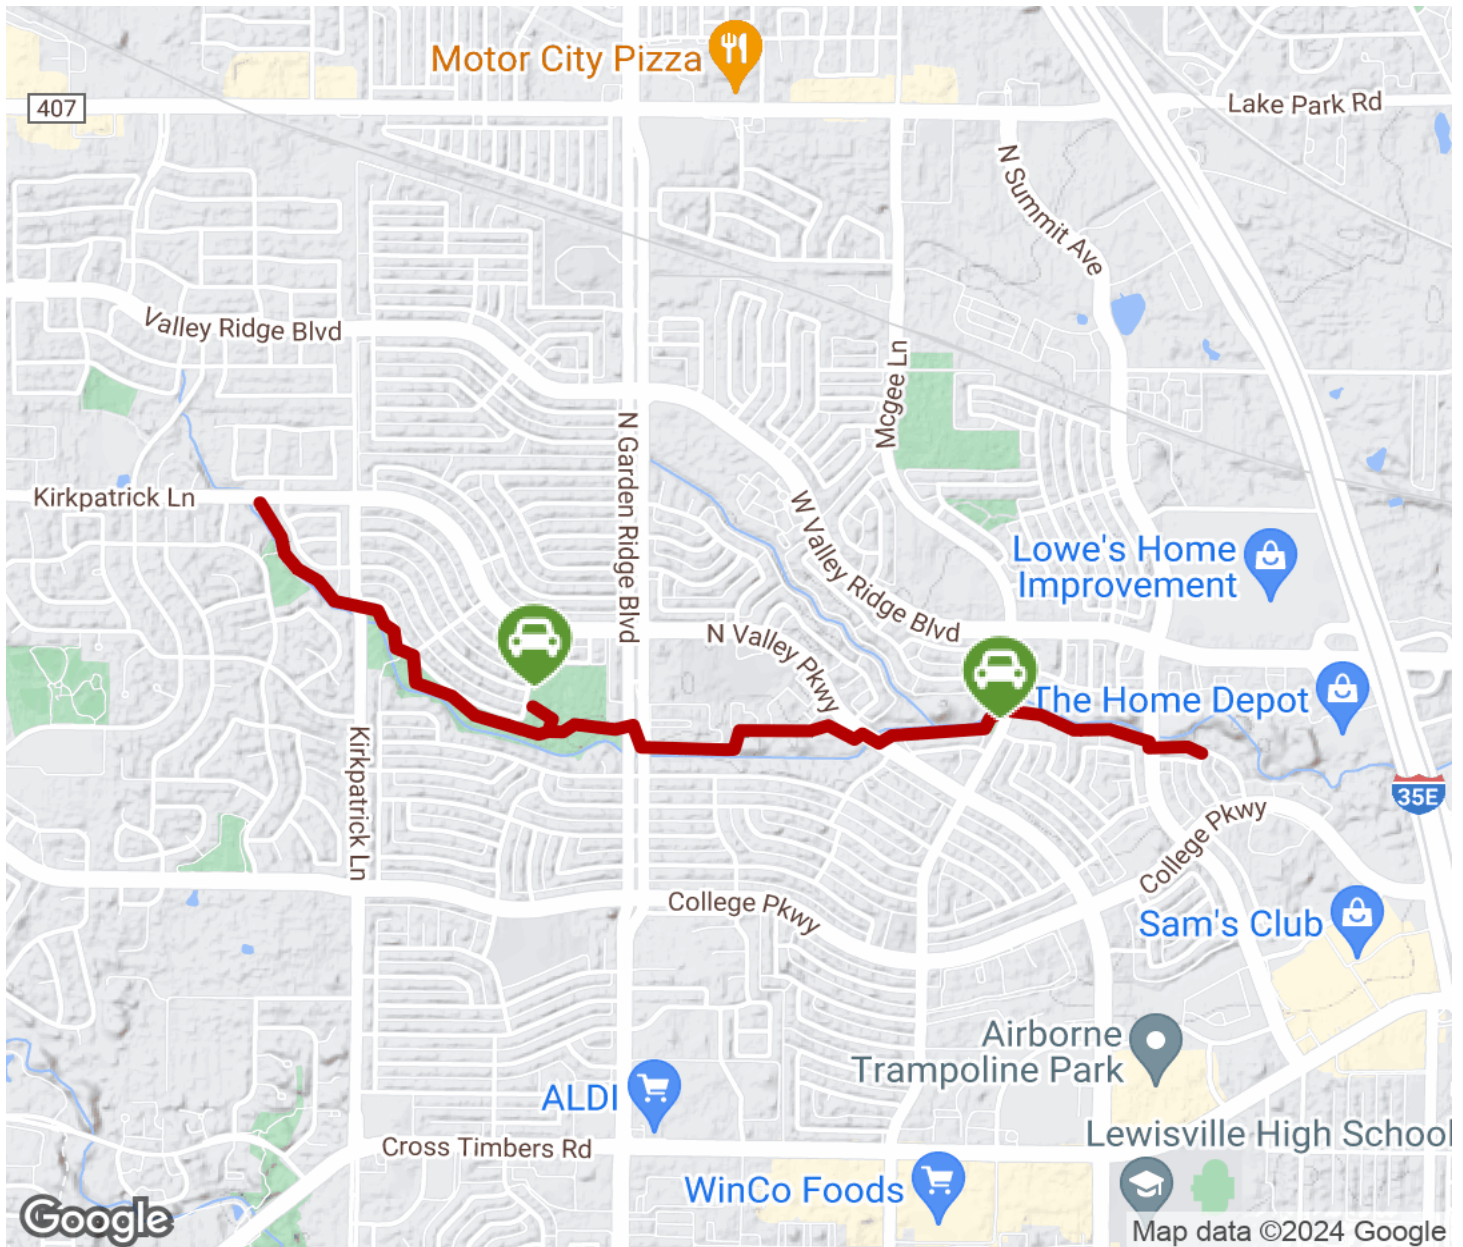 Motor City Pizza
407
Lake Park Rd
N Summit Ave
Valley Ridge Blvd
Mcgee Ln
N Garden Ridge Blvd
Kirkpatrick Ln
W Valley Ridge Blvd
Lowe's Home
Improvement
N Valley Pkwy
The Home Depot
Kirkpatrick Ln
35E
College Pkwy
College Pkwy
Sam's Club
Airborne
Trampoline Park
ALDI
Cross Timbers Rd
Lewisville High School
WinCo Foods
Google
Map data ©2024 Google